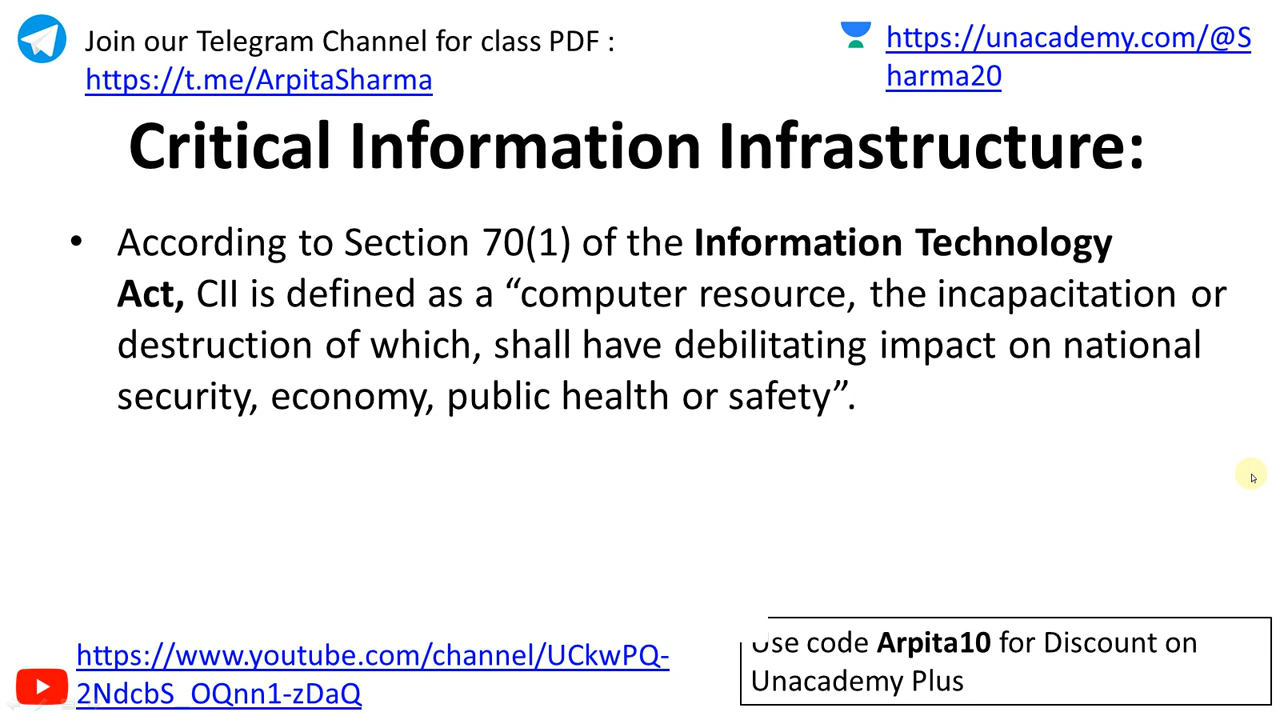 Join our Telegram Channel for class PDF :
https://t.me/ArpitaSharma
https://unacademy.com/@S
harma20
Critical Information Infrastructure:
• According to Section 70(1) of the Information Technology
Act, CII is defined as a “computer resource, the incapacitation or
destruction of which, shall have debilitating impact on national
security, economy, public health or safety”.
https://www.youtube.com/channel/UCkwPQ-
2NdcbS_OQnn1-zDaQ
Use code Arpita10 for Discount on
Unacademy Plus